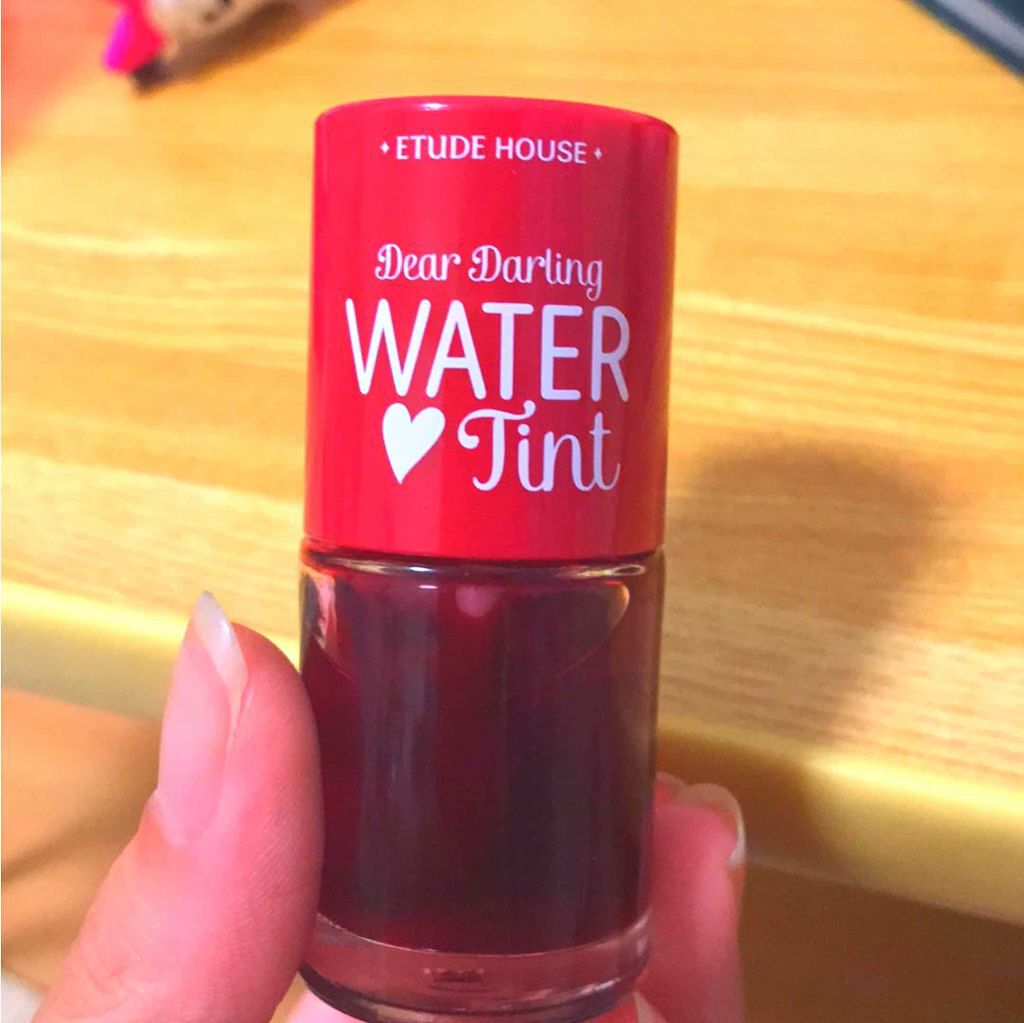 ETUDE HOUSE
Dear Darling
WATER
Tint